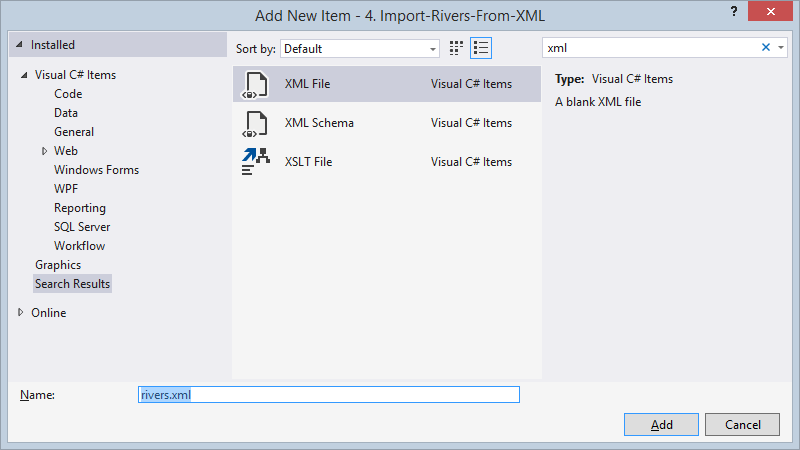 Add New Item - 4. Import-Rivers-From-XML
?
Installed
Sort by: Default
xml
Visual C# Items
Code
Data
General
Web
Windows Forms
WPF
Reporting
SQL Server
Workflow
Graphics
Search Results
Online
XML File Visual C# Items
XML Schema Visual C# Items
XSLT File Visual C# Items
Type: Visual C# Items
A blank XML file
Name: rivers.xml
Add Cancel